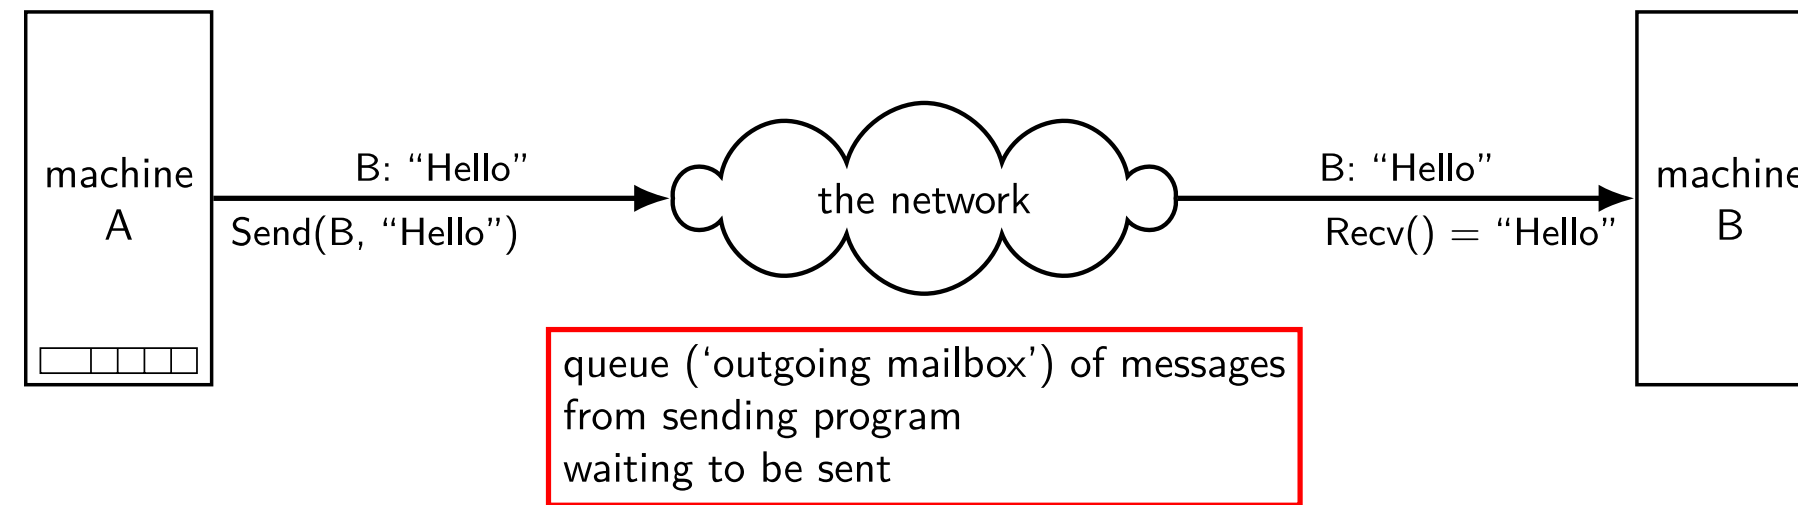 machine
A
B: “Hello”
Send(B, “Hello”)
the network
B: “Hello”
Recv() = “Hello”
machine
B
queue (‘outgoing mailbox’) of messages
from sending program
waiting to be sent